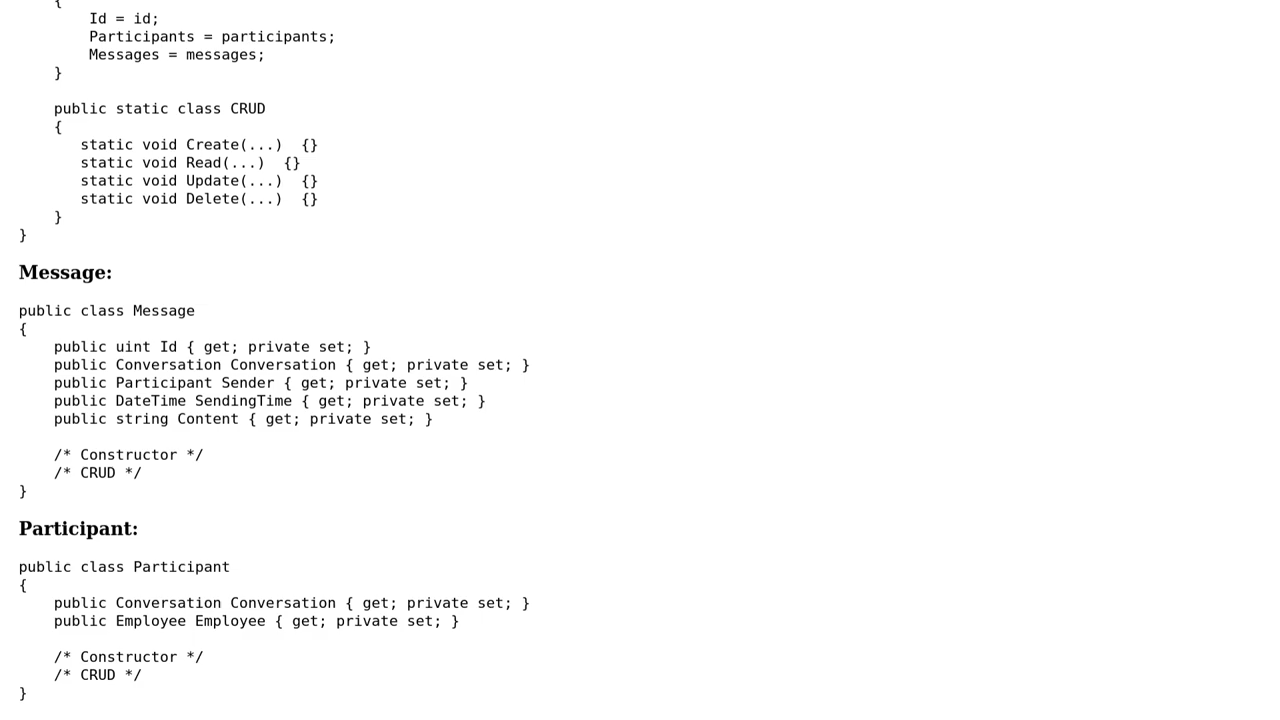 {
        Id = id;
        Participants = participants;
        Messages = messages;
    }

    public static class CRUD
    {
       static void Create(...)  {}
       static void Read(...)  {}
       static void Update(...)  {}
       static void Delete(...)  {}
    }
}
Message:
public class Message
{
    public uint Id { get; private set; }
    public Conversation Conversation { get; private set; }
    public Participant Sender { get; private set; }
    public DateTime SendingTime { get; private set; }
    public string Content { get; private set; }

    /* Constructor */
    /* CRUD */
}
Participant:
public class Participant
{
    public Conversation Conversation { get; private set; }
    public Employee Employee { get; private set; }

    /* Constructor */
    /* CRUD */
}